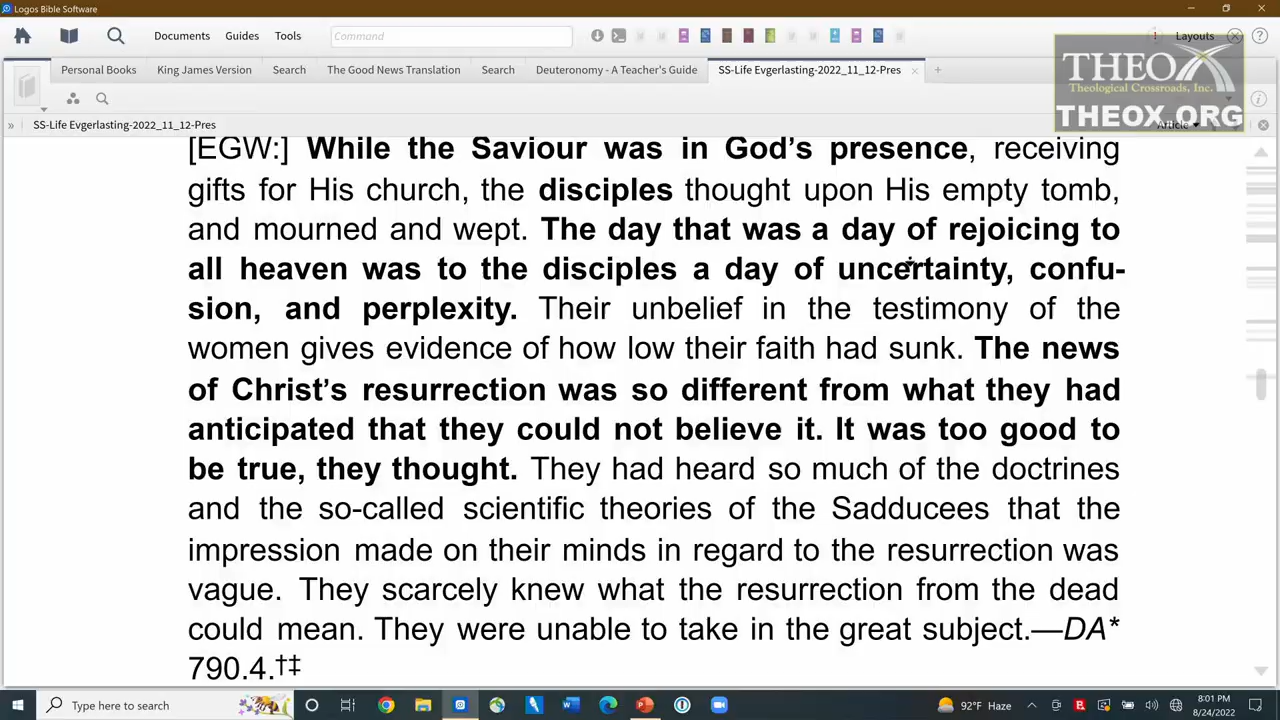 Logos Bible Software
Documents Guides Tools Command Layouts
THEOX
Theological Crossroads, Inc.
THEOX.ORG
Personal Books King James Version Search The Good News Translation Search Deuteronomy - A Teacher's Guide SS-Life Evgerlasting-2022_11_12-Pres
SS-Life Evgerlasting-2022_11_12-Pres Article
[EGW:] While the Saviour was in God's presence, receiving
gifts for His church, the disciples thought upon His empty tomb,
and mourned and wept. The day that was a day of rejoicing to
all heaven was to the disciples a day of uncertainty, confu-
sion, and perplexity. Their unbelief in the testimony of the
women gives evidence of how low their faith had sunk. The news
of Christ's resurrection was so different from what they had
anticipated that they could not believe it. It was too good to
be true, they thought. They had heard so much of the doctrines
and the so-called scientific theories of the Sadducees that the
impression made on their minds in regard to the resurrection was
vague. They scarcely knew what the resurrection from the dead
could mean. They were unable to take in the great subject.—DA*
790.4.†‡
Type here to search
92°F Haze
8:01 PM
8/24/2022